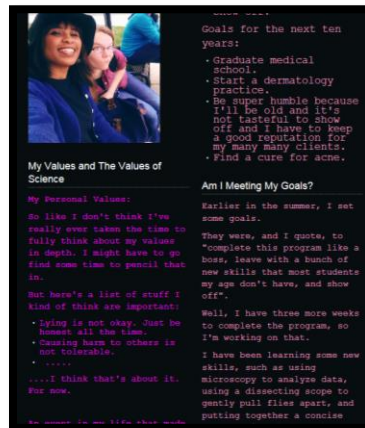 My Values and The Values of
Science
My Personal Values:
So like I don't think I've
really ever taken the time to
fully think about my values
in depth. I might have to go
find some time to pencil that
in.
But here's a list of stuff I
kind of think are important:
• Lying is not okay. Just be
honest all the time.
• Causing harm to others is
not tolerable.
• .....
....I think that's about it.
For now.
An event in my life that made
show off.
Goals for the next ten
years:
• Graduate medical
school.
• Start a dermatology
practice.
• Be super humble because
I'll be old and it's
not tasteful to show
off and I have to keep
a good reputation for
my many many clients.
• Find a cure for acne.
Am I Meeting My Goals?
Earlier in the summer, I set
some goals.
They were, and I quote, to
"complete this program like a
boss, leave with a bunch of
new skills that most students
my age don't have, and show
off".
Well, I have three more weeks
to complete the program, so
I'm working on that.
I have been learning some new
skills, such as using
microscopy to analyze data,
using a dissecting scope to
gently pull flies apart, and
putting together a concise